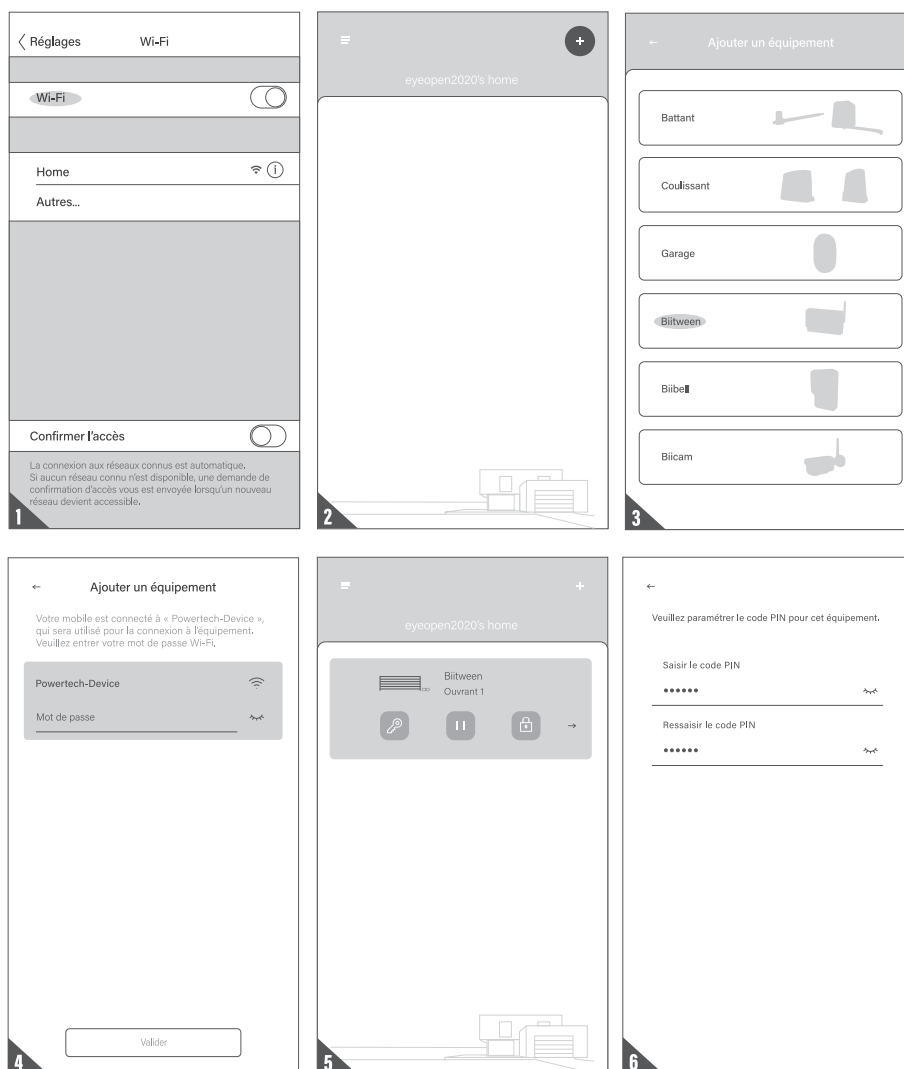 Réglages Wi-Fi
Wi-Fi
Home
Autres...
Confirmer l'accès
La connexion aux réseaux connus est automatique.
Si aucun réseau connu n'est disponible, une demande de
confirmation d'accès vous est envoyée lorsqu'un nouveau
réseau devient accessible.
1
+
eyeopen2020's home
2
← Ajouter un équipement
Battant
Coulissant
Garage
Biitween
Biibell
Biicam
3
← Ajouter un équipement
Votre mobile est connecté à « Powertech-Device »,
qui sera utilisé pour la connexion à l'équipement.
Veuillez entrer votre mot de passe Wi-Fi.
Powertech-Device
Mot de passe
Valider
4
+
eyeopen2020's home
Biitween
Ouvrant 1
→
5
←
Veuillez paramétrer le code PIN pour cet équipement.
Saisir le code PIN
••••••
Ressaisir le code PIN
••••••
6